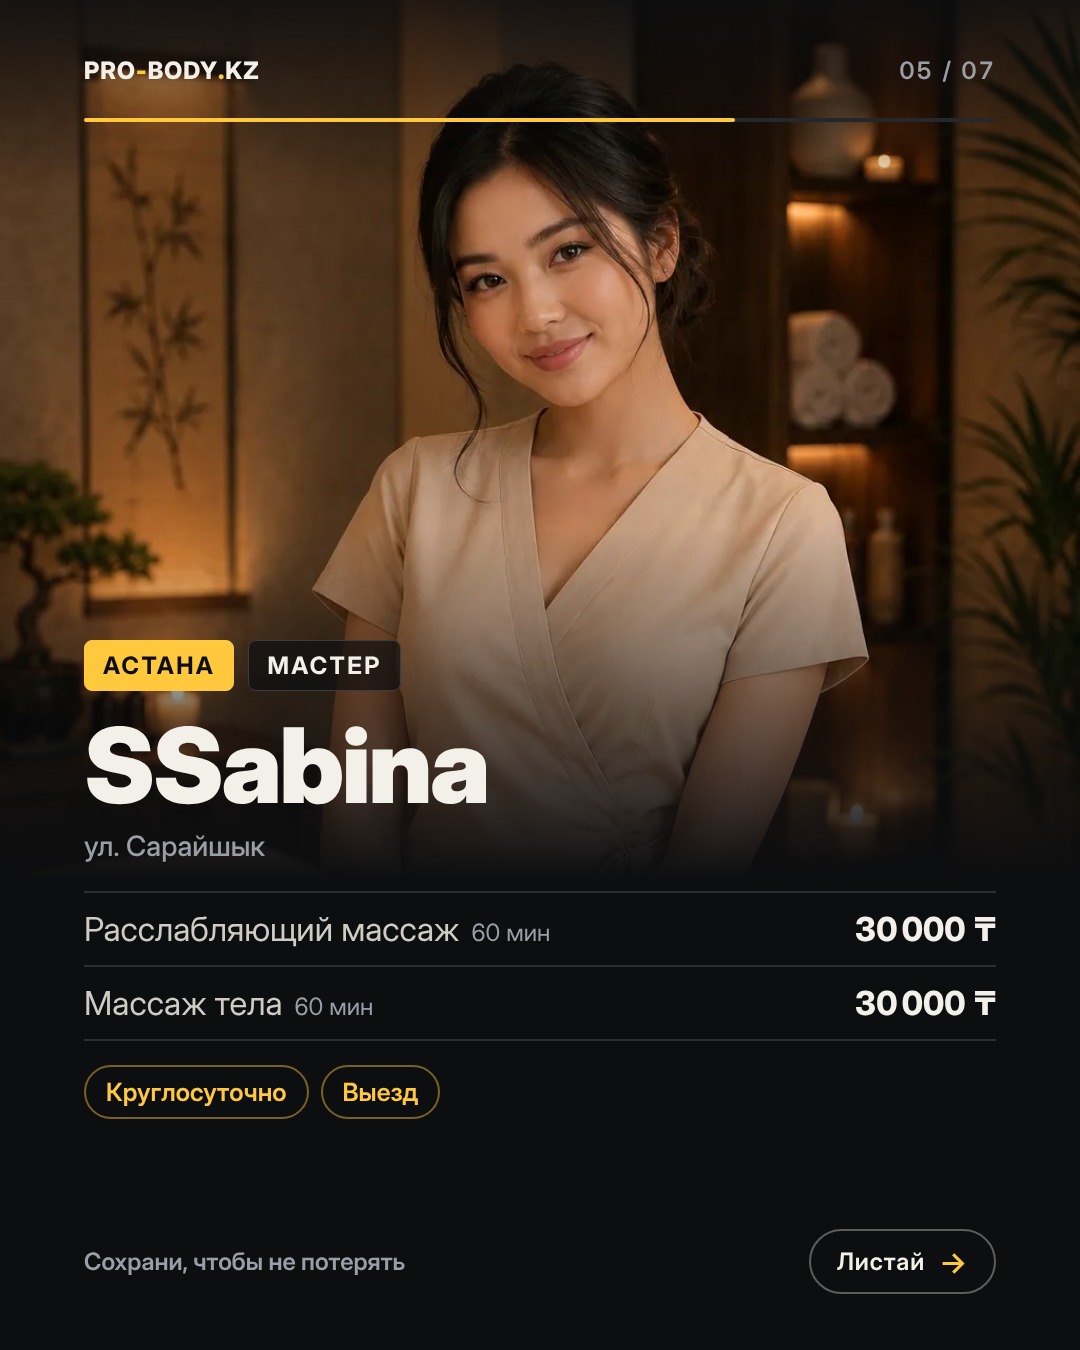 PRO-BODY.KZ
05 / 07
АСТАНА
МАСТЕР
SSabina
ул. Сарайшык
Расслабляющий массаж 60 мин 30 000 ₸
Массаж тела 60 мин 30 000 ₸
Круглосуточно
Выезд
Сохрани, чтобы не потерять
Листай →